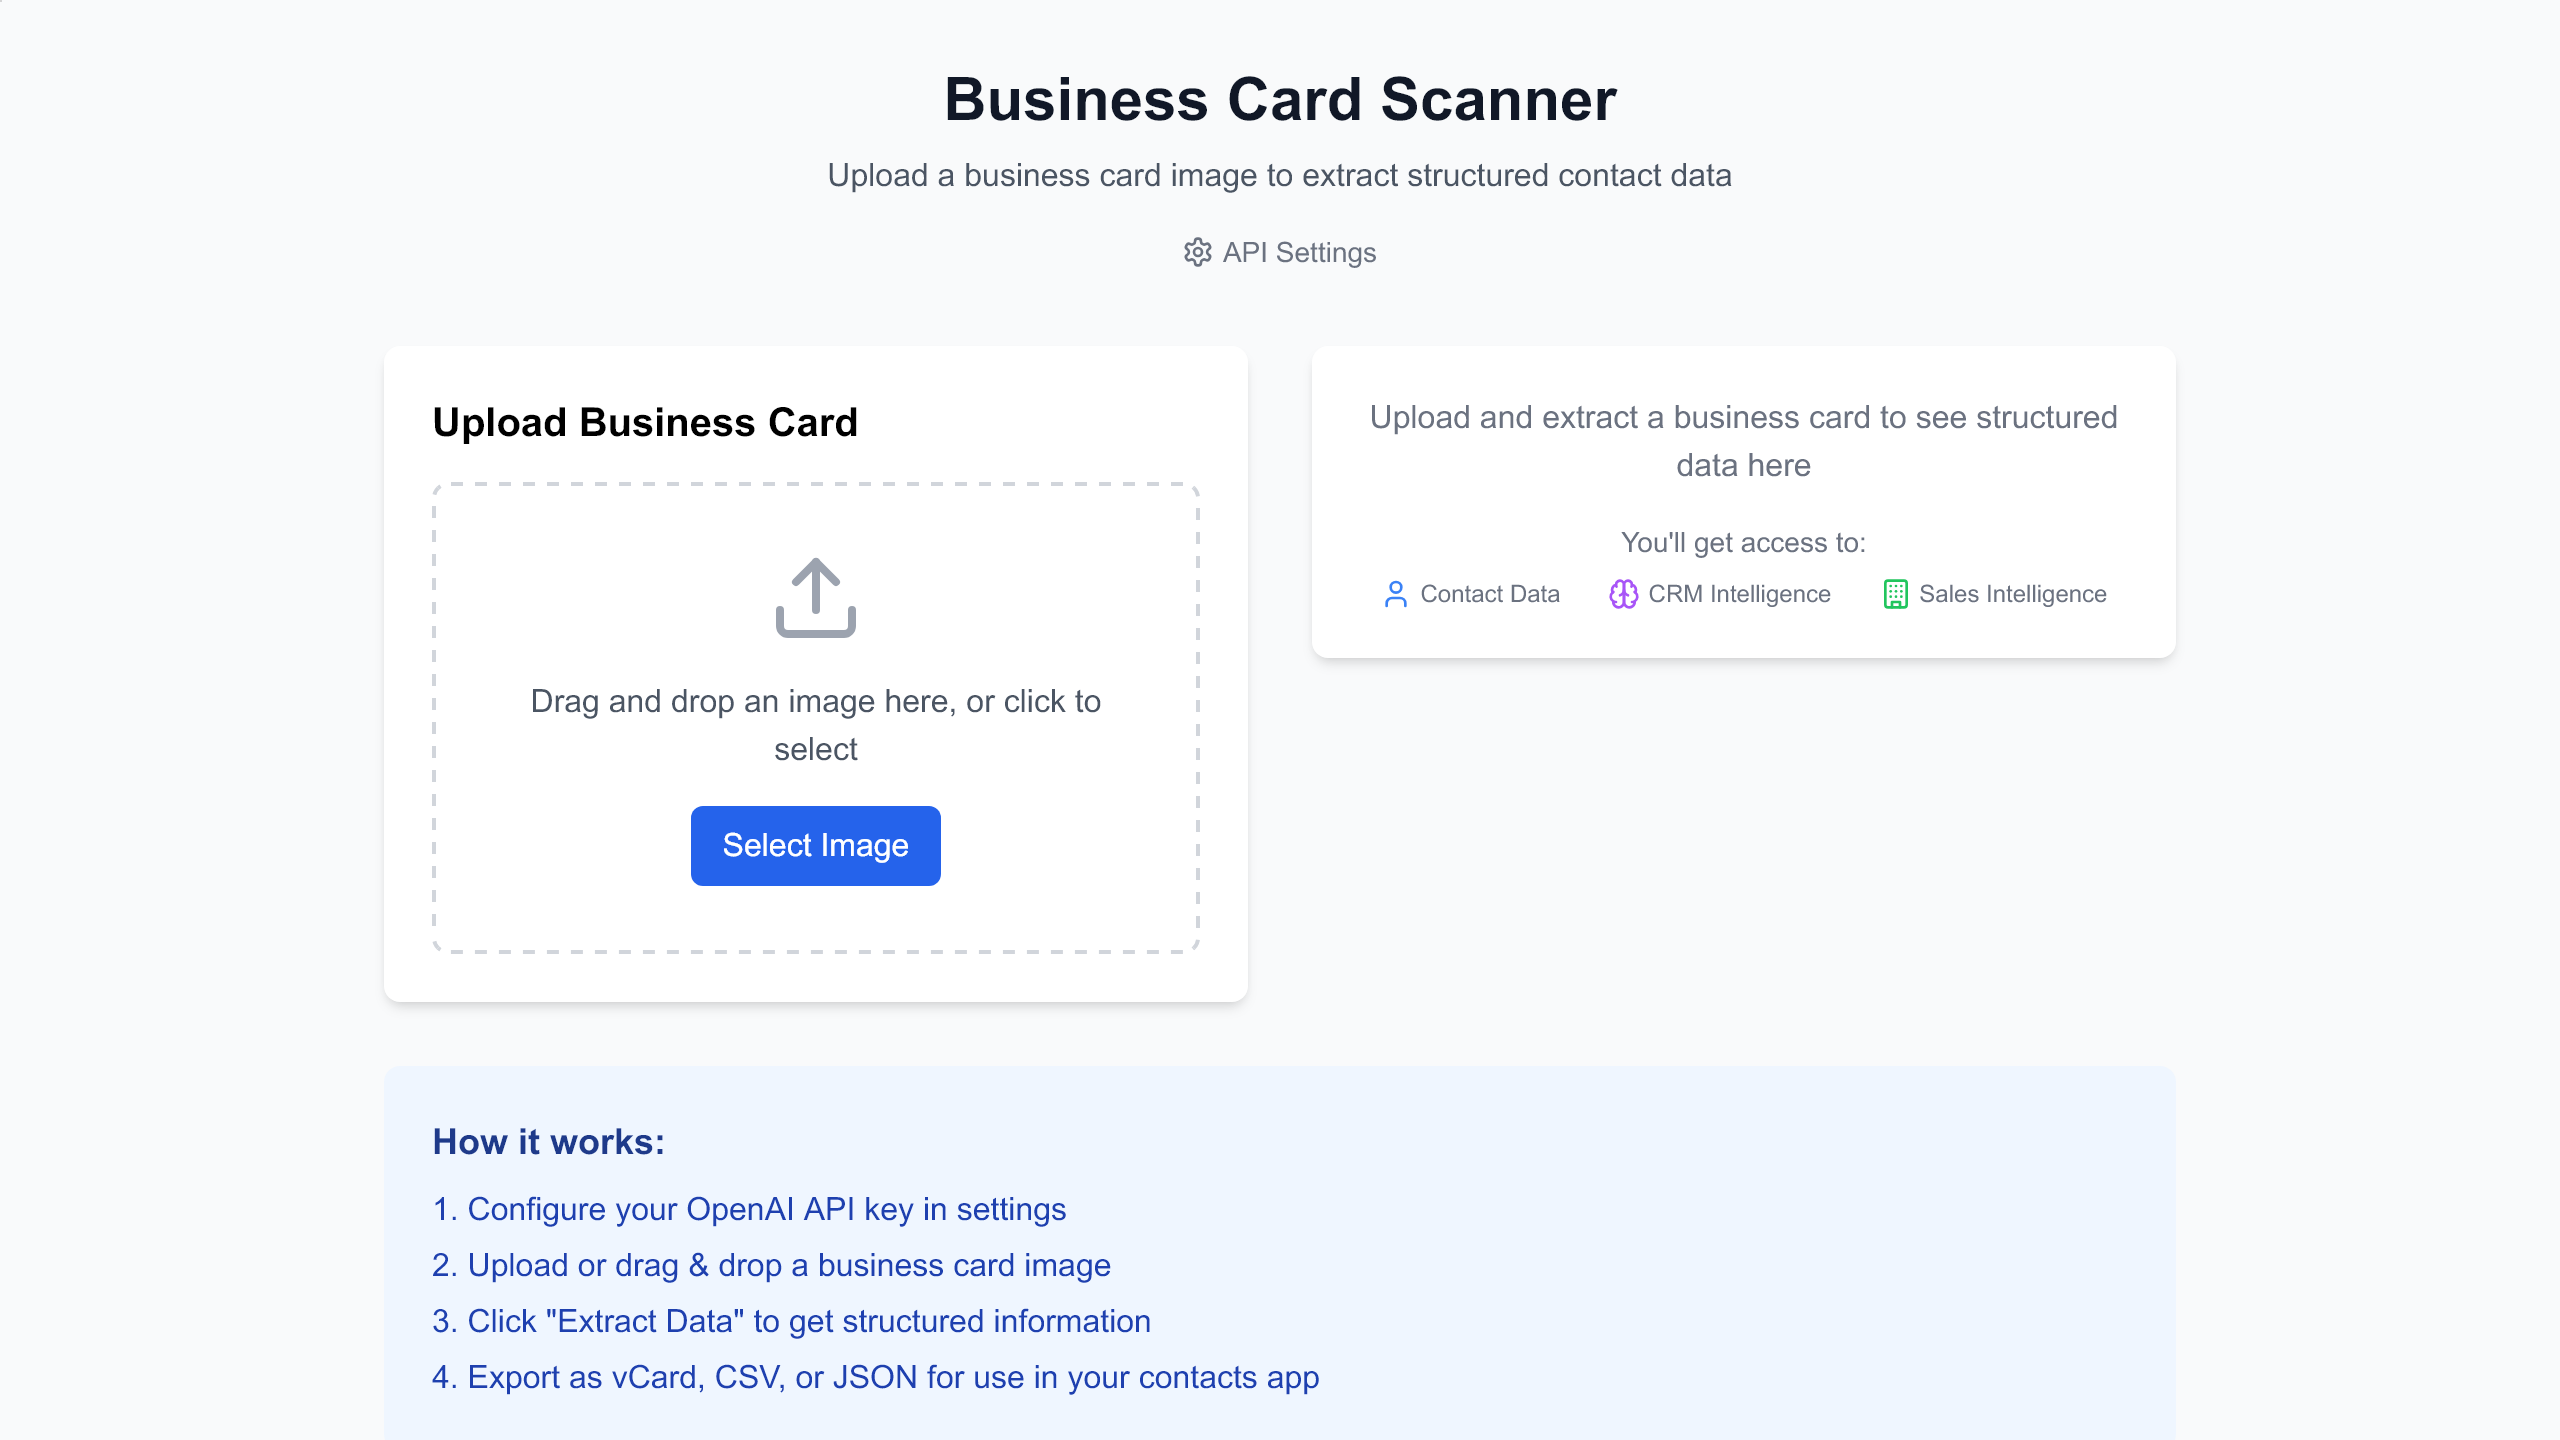 Business Card Scanner
Upload a business card image to extract structured contact data
API Settings
Upload Business Card
Drag and drop an image here, or click to
select
Select Image
Upload and extract a business card to see structured
data here
You'll get access to:
Contact Data
CRM Intelligence
Sales Intelligence
How it works:
1. Configure your OpenAI API key in settings
2. Upload or drag & drop a business card image
3. Click "Extract Data" to get structured information
4. Export as vCard, CSV, or JSON for use in your contacts app